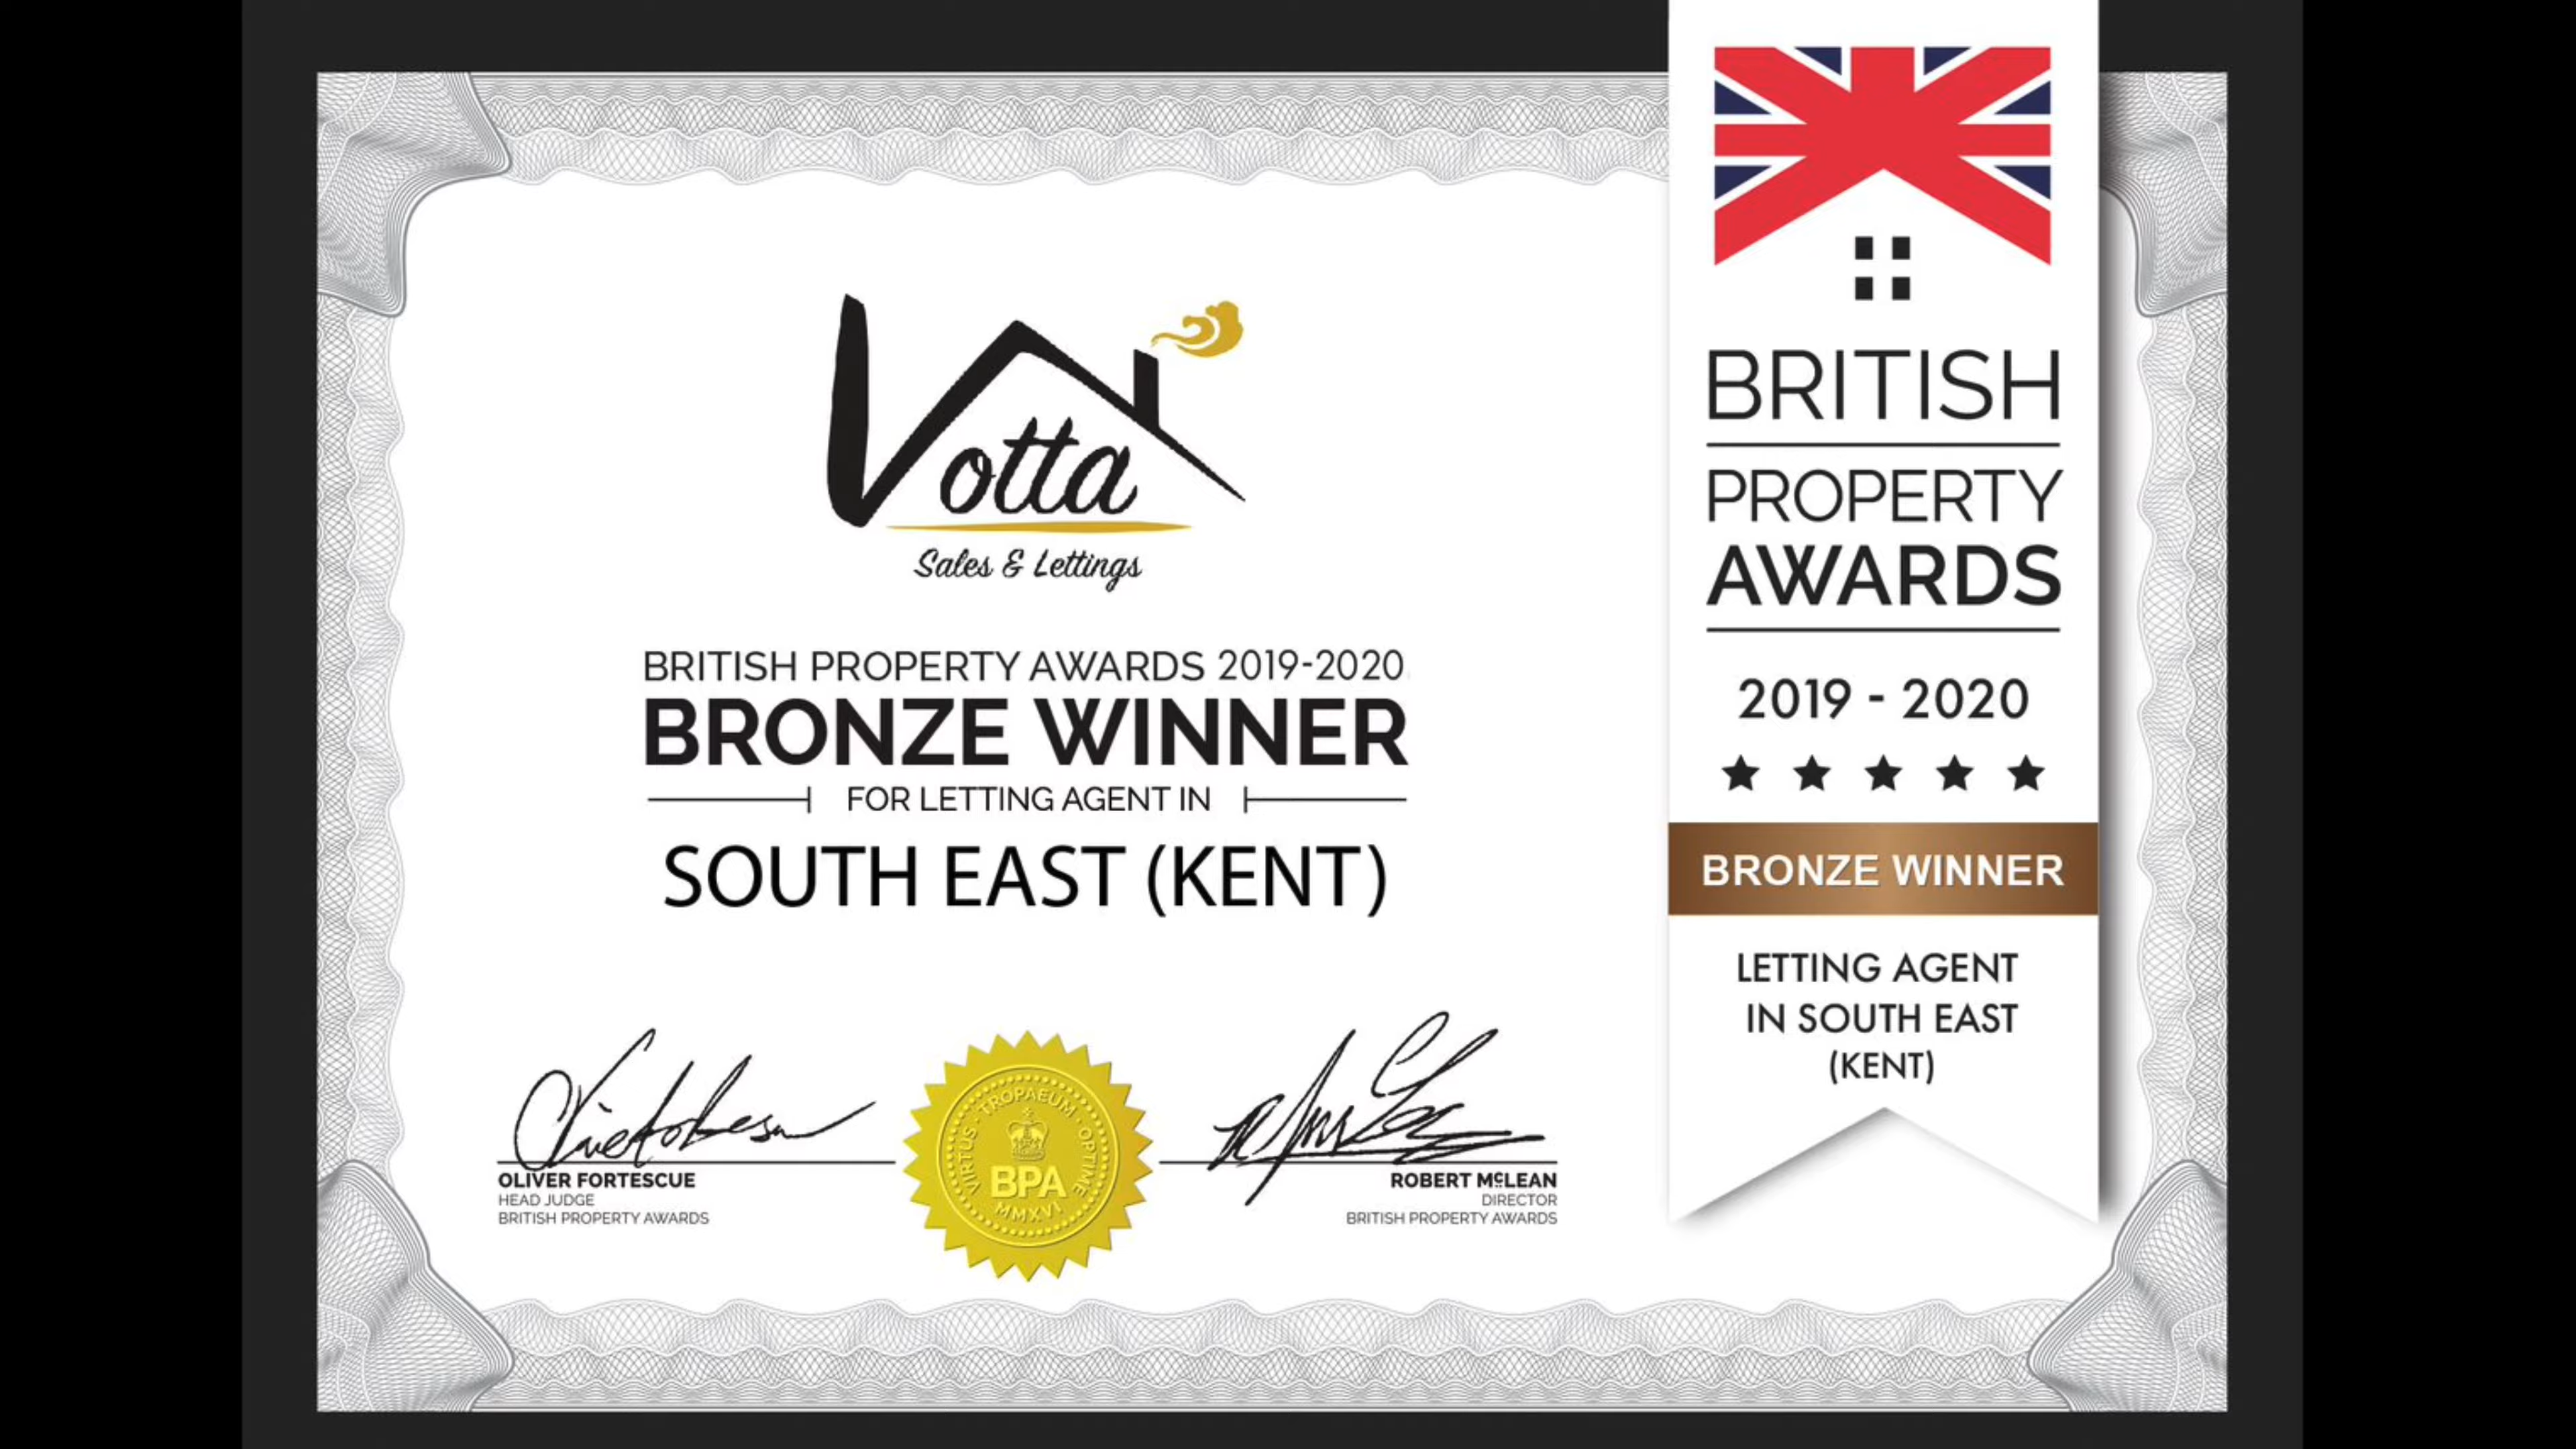 Votta
Sales & Lettings
BRITISH PROPERTY AWARDS 2019-2020
BRONZE WINNER
FOR LETTING AGENT IN
SOUTH EAST (KENT)
OLIVER FORTESCUE
HEAD JUDGE
BRITISH PROPERTY AWARDS
VIRTUS · TROPAEUM · OPTIME
BPA
MMXVI
ROBERT McLEAN
DIRECTOR
BRITISH PROPERTY AWARDS
BRITISH
PROPERTY
AWARDS
2019 - 2020
BRONZE WINNER
LETTING AGENT
IN SOUTH EAST
(KENT)